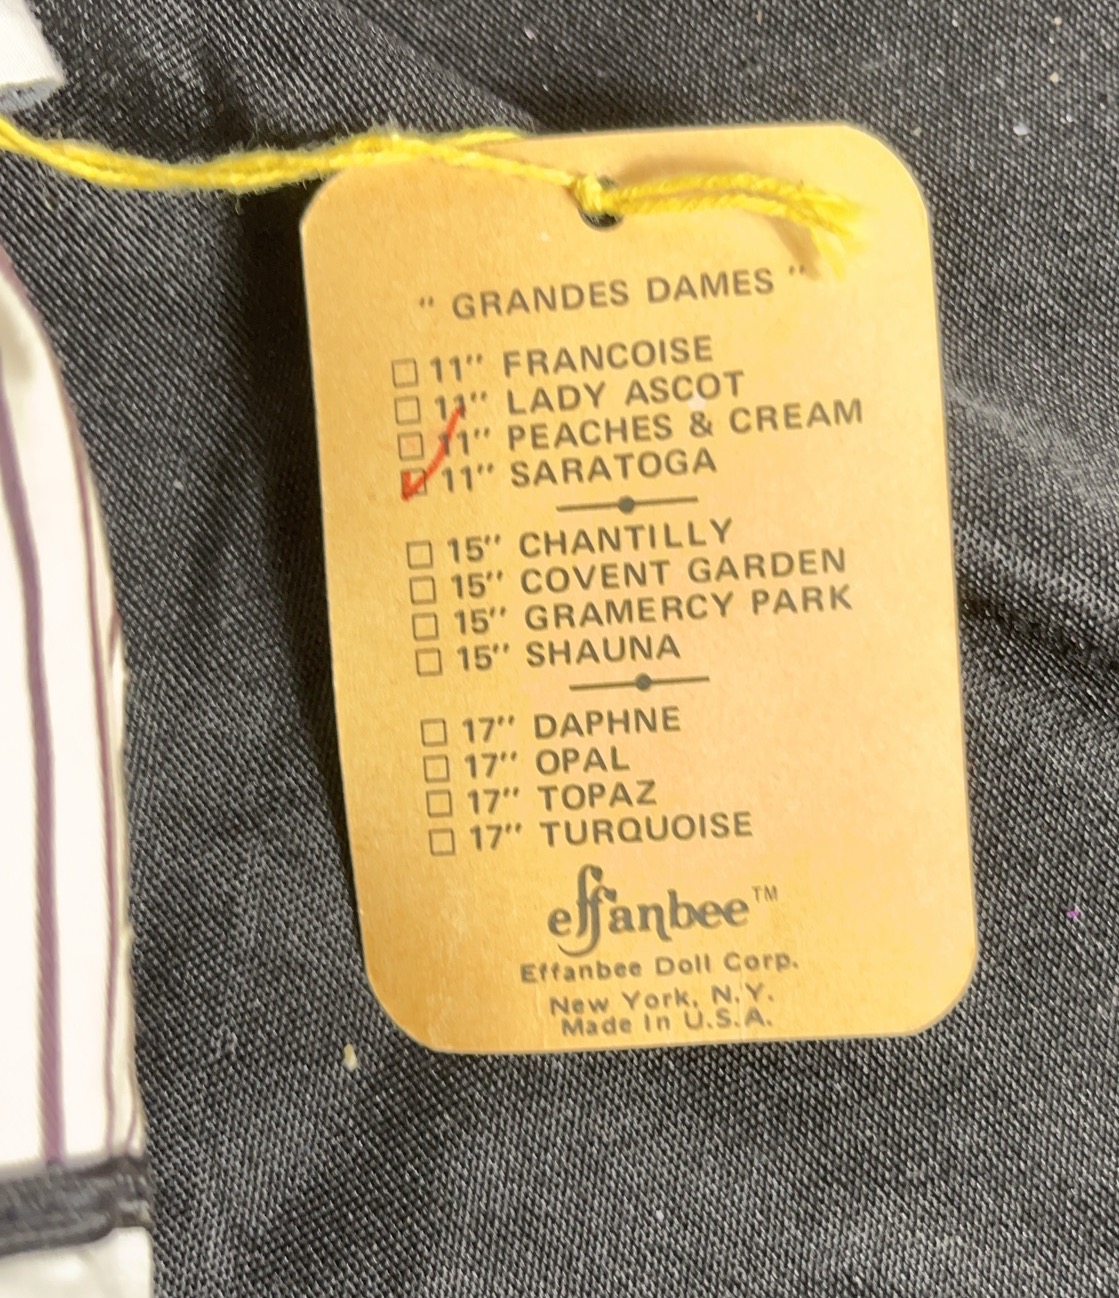 " GRANDES DAMES "
☐ 11" FRANCOISE
☐ 11" LADY ASCOT
☐ 11" PEACHES & CREAM
☑ 11" SARATOGA
☐ 15" CHANTILLY
☐ 15" COVENT GARDEN
☐ 15" GRAMERCY PARK
☐ 15" SHAUNA
☐ 17" DAPHNE
☐ 17" OPAL
☐ 17" TOPAZ
☐ 17" TURQUOISE
effanbee™
Effanbee Doll Corp.
New York, N.Y.
Made In U.S.A.